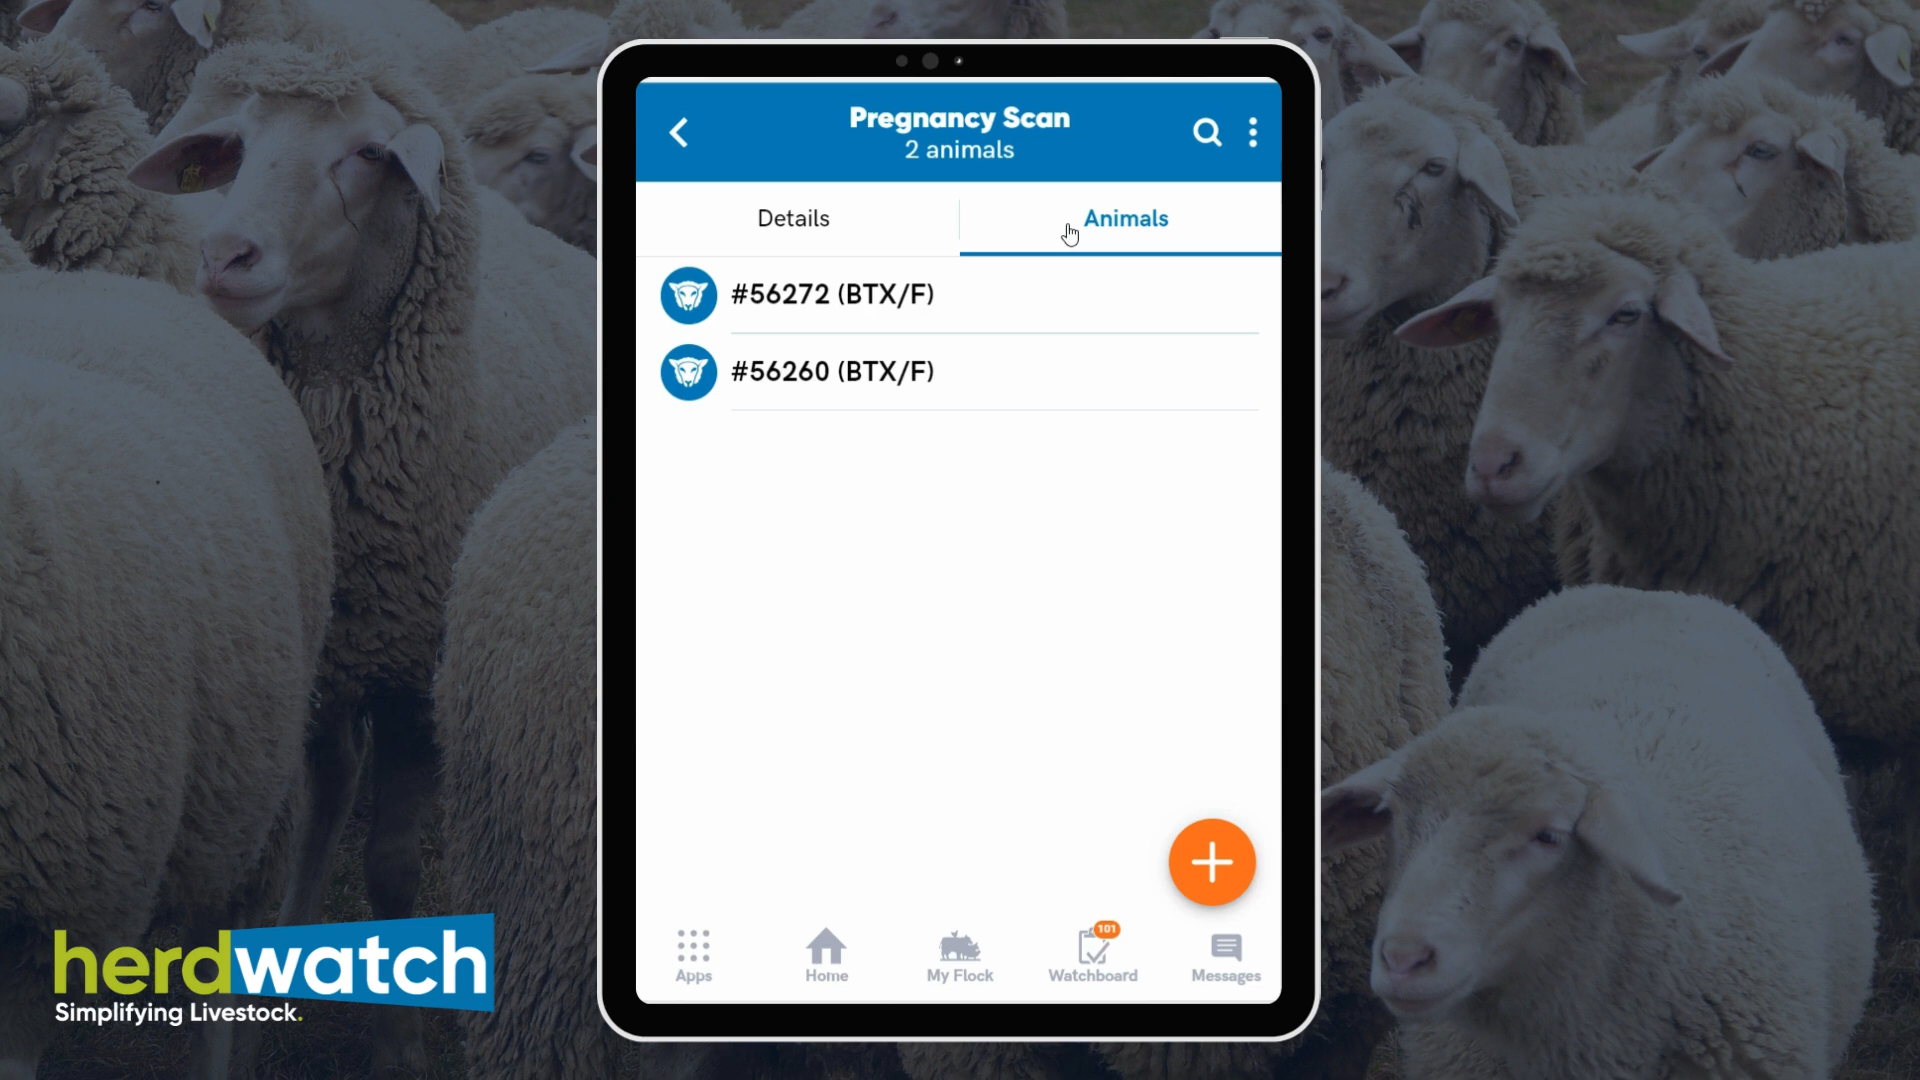 Pregnancy Scan
2 animals
Details
Animals
#56272 (BTX/F)
#56260 (BTX/F)
101
Apps
Home
My Flock
Watchboard
Messages
herdwatch
Simplifying Livestock.